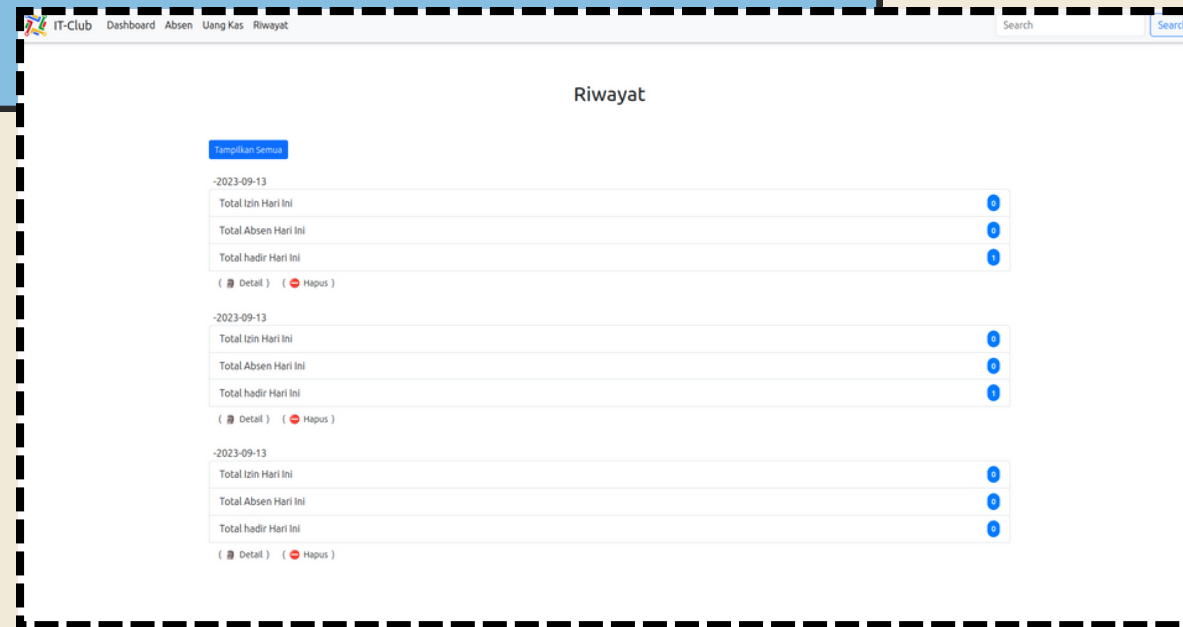 IT-Club Dashboard Absen Uang Kas Riwayat Search Search
Riwayat
Tampilkan Semua
-2023-09-13
Total Izin Hari Ini 0
Total Absen Hari Ini 0
Total hadir Hari Ini 1
( Detail ) ( Hapus )
-2023-09-13
Total Izin Hari Ini 0
Total Absen Hari Ini 0
Total hadir Hari Ini 1
( Detail ) ( Hapus )
-2023-09-13
Total Izin Hari Ini 0
Total Absen Hari Ini 0
Total hadir Hari Ini 0
( Detail ) ( Hapus )